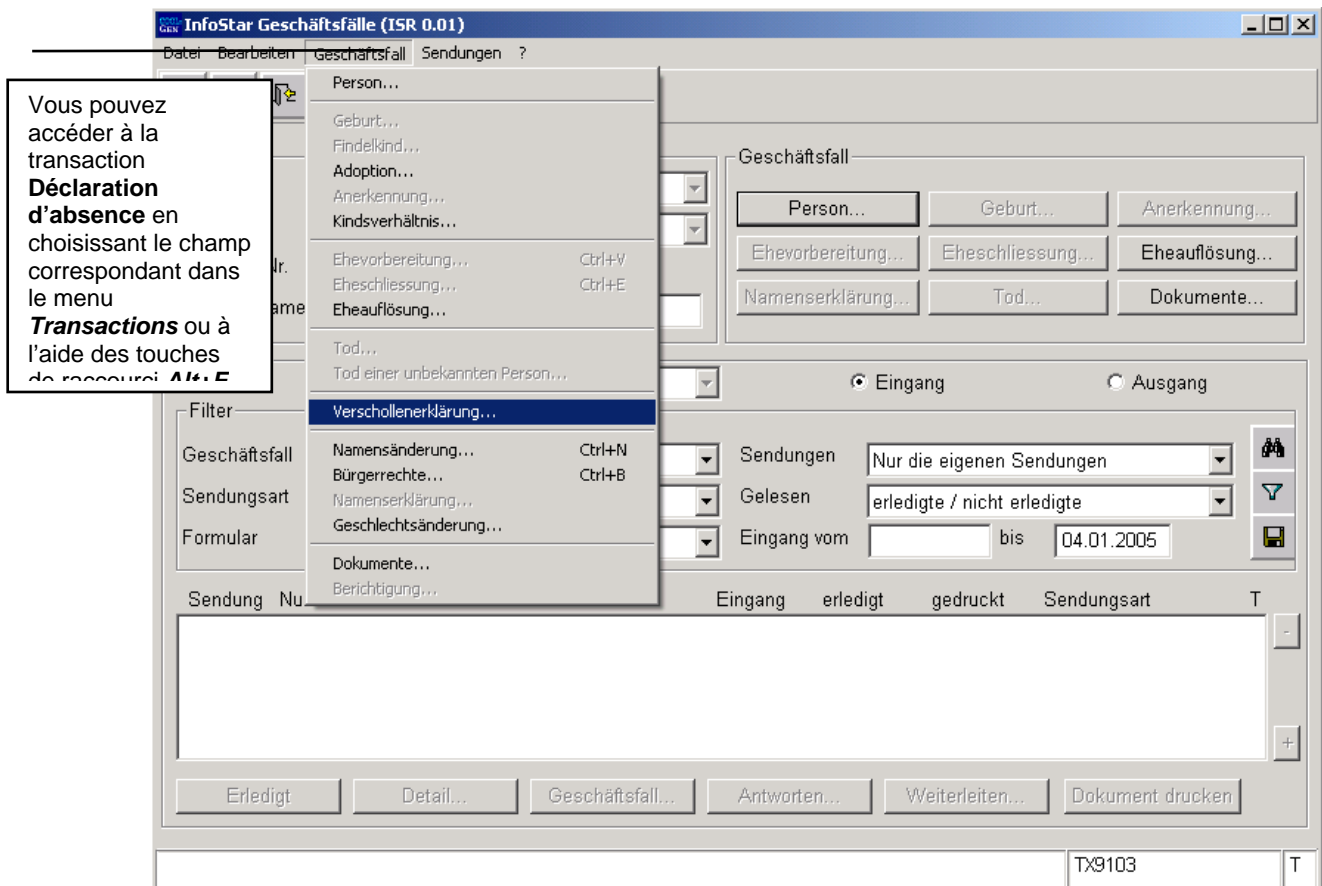 InfoStar Geschäftsfälle (ISR 0.01)
Datei Bearbeiten Geschäftsfall Sendungen ?
Vous pouvez
accéder à la
transaction
Déclaration
d'absence en
choisissant le champ
correspondant dans
le menu
Transactions ou à
l'aide des touches
de raccourci Alt+F
Person...
Geburt...
Findelkind...
Adoption...
Anerkennung...
Kindsverhältnis...
Ehevorbereitung... Ctrl+V
Eheschliessung... Ctrl+E
Eheauflösung...
Tod...
Tod einer unbekannten Person...
Verschollenerklärung...
Namensänderung... Ctrl+N
Bürgerrechte... Ctrl+B
Namenserklärung...
Geschlechtsänderung...
Dokumente...
Berichtigung...
Geschäftsfall
Person... Geburt... Anerkennung...
Ehevorbereitung... Eheschliessung... Eheauflösung...
Namenserklärung... Tod... Dokumente...
Eingang Ausgang
Filter
Geschäftsfall Sendungen Nur die eigenen Sendungen
Sendungsart Gelesen erledigte / nicht erledigte
Formular Eingang vom bis 04.01.2005
Sendung Nu Eingang erledigt gedruckt Sendungsart T
-
+
Erledigt Detail... Geschäftsfall... Antworten... Weiterleiten... Dokument drucken
TX9103 T